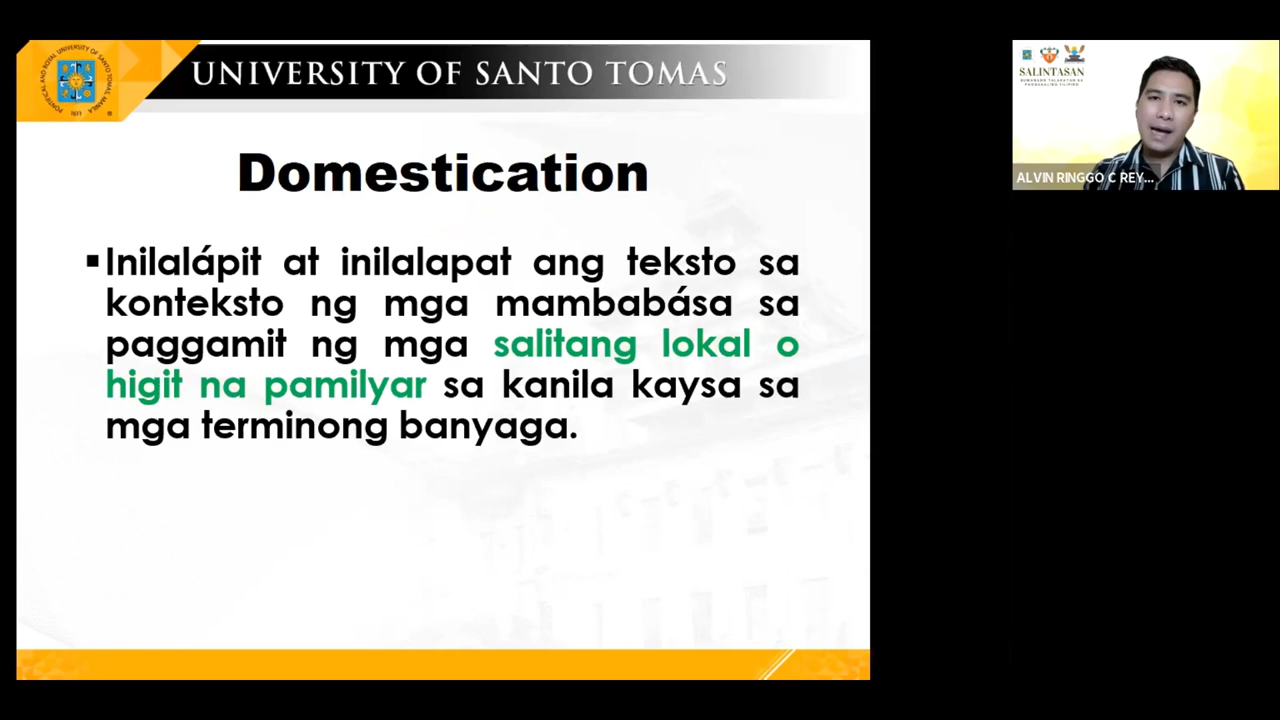 UNIVERSITY OF SANTO TOMAS
Domestication
▪Inilalápit at inilalapat ang teksto sa
konteksto ng mga mambabása sa
paggamit ng mga salitang lokal o
higit na pamilyar sa kanila kaysa sa
mga terminong banyaga.
SALINTASAN
ALVIN RINGGO C REY...